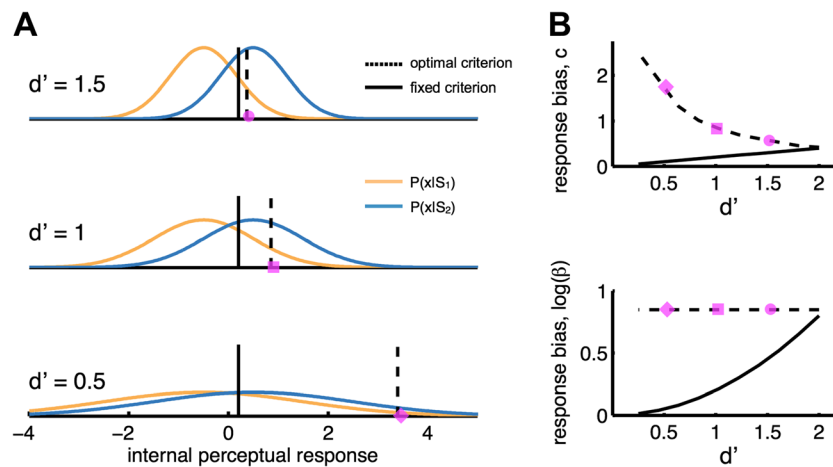 A
d' = 1.5
optimal criterion
fixed criterion
d' = 1
P(x|S₁)
P(x|S₂)
d' = 0.5
−4 −2 0 2 4
internal perceptual response
B
response bias, c
2
1
0
0.5 1 1.5 2
d'
response bias, log(β)
1
0.5
0
0.5 1 1.5 2
d'